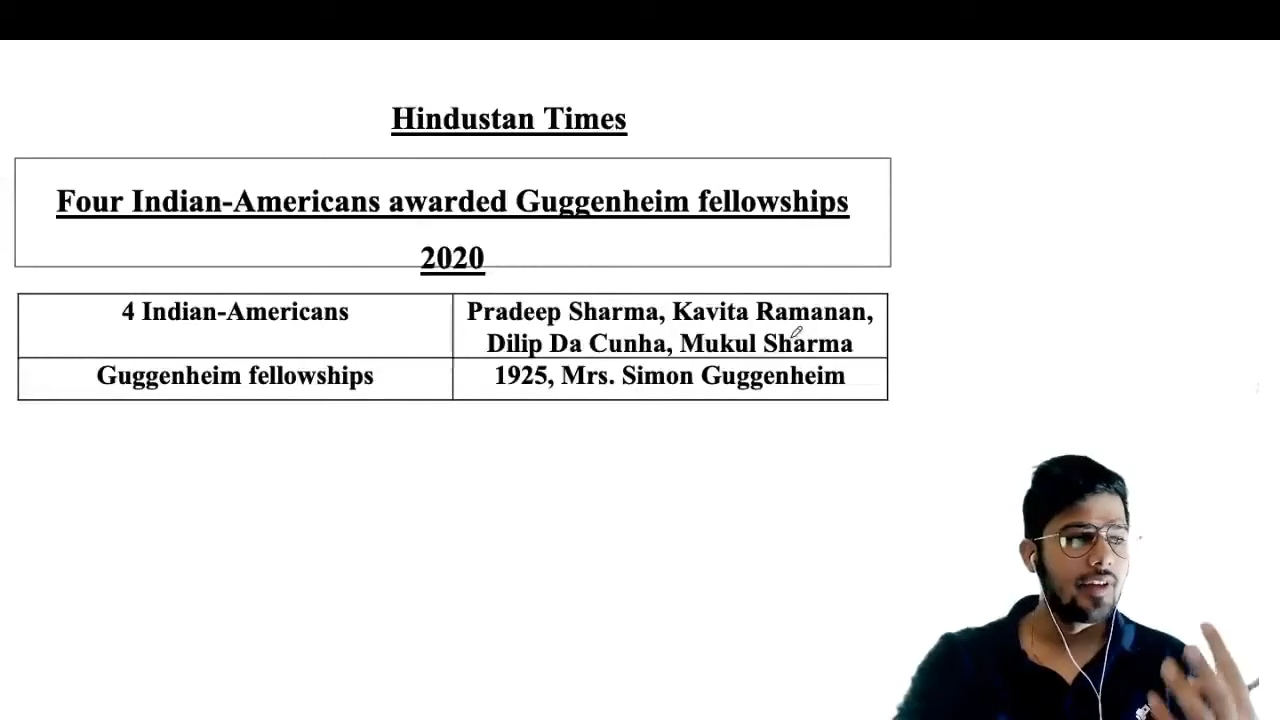 Hindustan Times
Four Indian-Americans awarded Guggenheim fellowships
2020
4 Indian-Americans
Pradeep Sharma, Kavita Ramanan,
Dilip Da Cunha, Mukul Sharma
Guggenheim fellowships
1925, Mrs. Simon Guggenheim